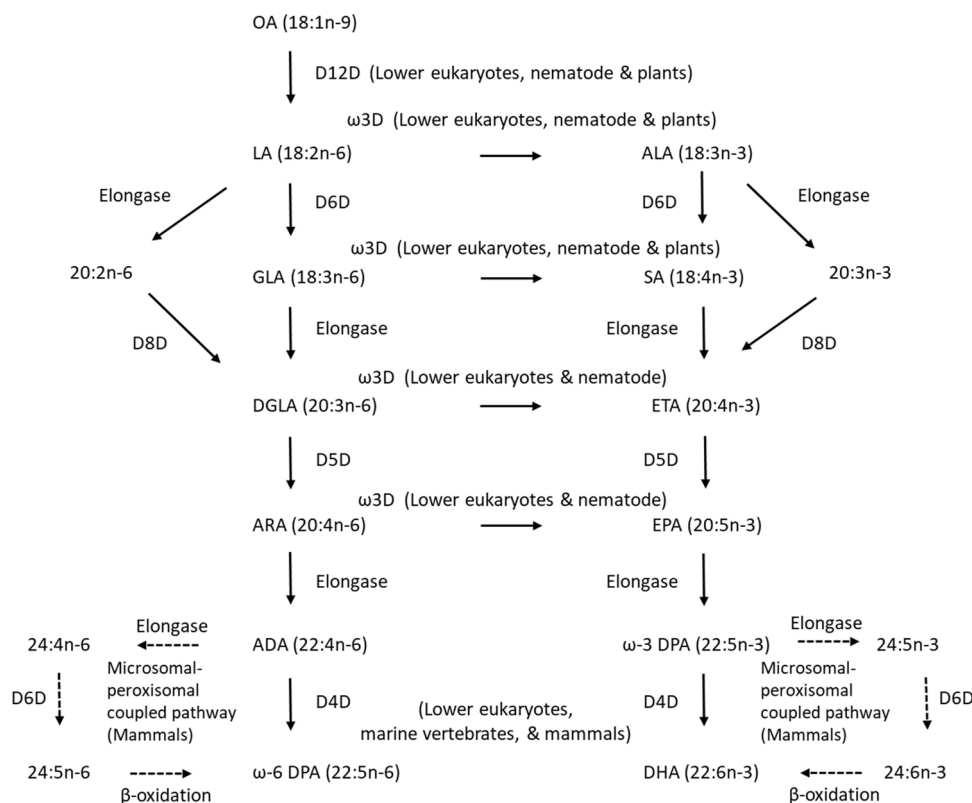 OA (18:1n-9)
D12D (Lower eukaryotes, nematode & plants)
ω3D (Lower eukaryotes, nematode & plants)
LA (18:2n-6)
ALA (18:3n-3)
Elongase
D6D
D6D
Elongase
ω3D (Lower eukaryotes, nematode & plants)
20:2n-6
GLA (18:3n-6)
SA (18:4n-3)
20:3n-3
D8D
Elongase
Elongase
D8D
ω3D (Lower eukaryotes & nematode)
DGLA (20:3n-6)
ETA (20:4n-3)
D5D
D5D
ω3D (Lower eukaryotes & nematode)
ARA (20:4n-6)
EPA (20:5n-3)
Elongase
Elongase
Elongase
Elongase
24:4n-6
ADA (22:4n-6)
ω-3 DPA (22:5n-3)
24:5n-3
D6D
Microsomal-
peroxisomal
coupled pathway
(Mammals)
D4D
(Lower eukaryotes,
marine vertebrates, & mammals)
D4D
Microsomal-
peroxisomal
coupled pathway
(Mammals)
D6D
24:5n-6
ω-6 DPA (22:5n-6)
DHA (22:6n-3)
24:6n-3
β-oxidation
β-oxidation